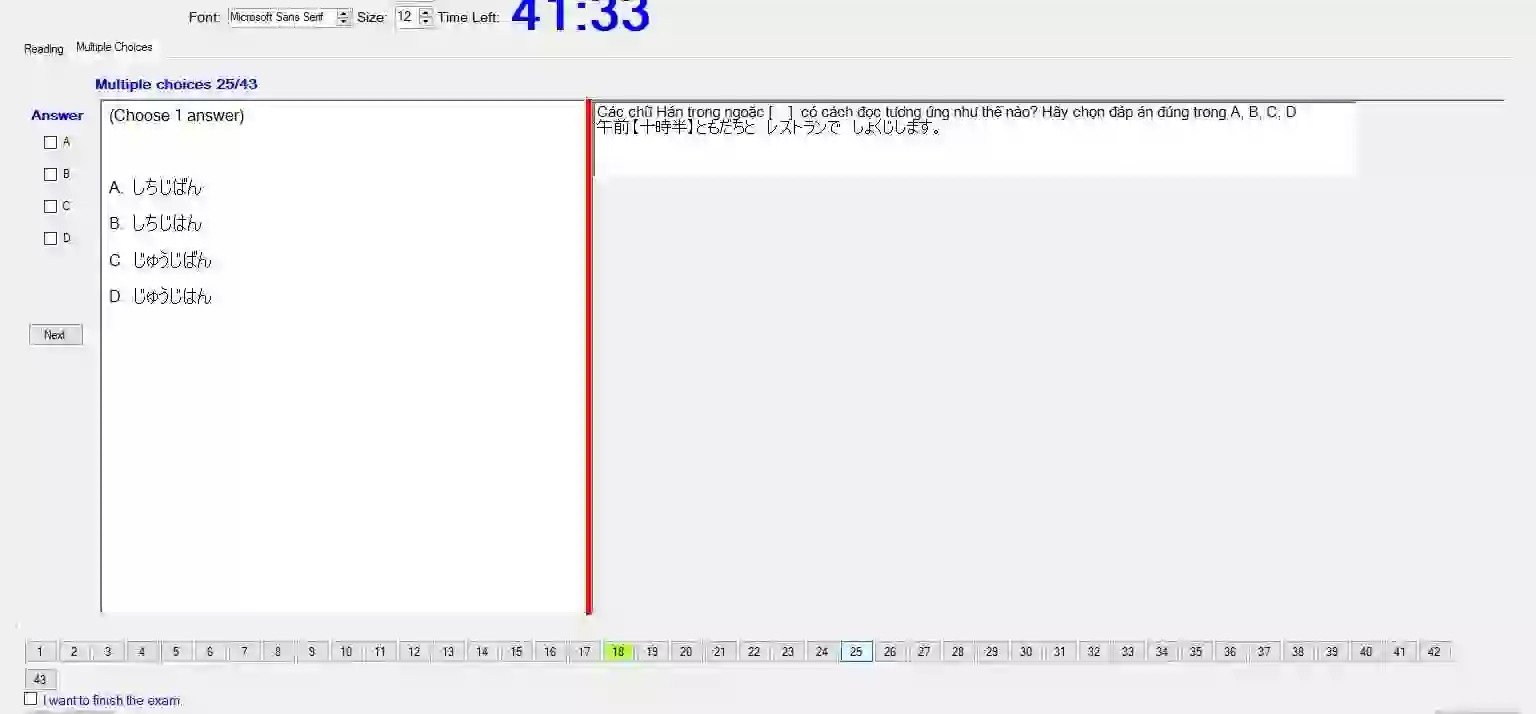 Font: Microsoft Sans Serif Size: 12 Time Left: 41:33
Reading Multiple Choices
Multiple choices 25/43
Answer
A
B
C
D
Next
(Choose 1 answer)
A. しちじばん
B. しちじはん
C じゅうじばん
D. じゅうじはん
Các chữ Hán trong ngoặc [ ] có cách đọc tương ứng như thế nào? Hãy chọn đáp án đúng trong A, B, C, D
午前【十時半】ともだちと レストランで しょくじします。
1 2 3 4 5 6 7 8 9 10 11 12 13 14 15 16 17 18 19 20 21 22 23 24 25 26 27 28 29 30 31 32 33 34 35 36 37 38 39 40 41 42
43
I want to finish the exam.